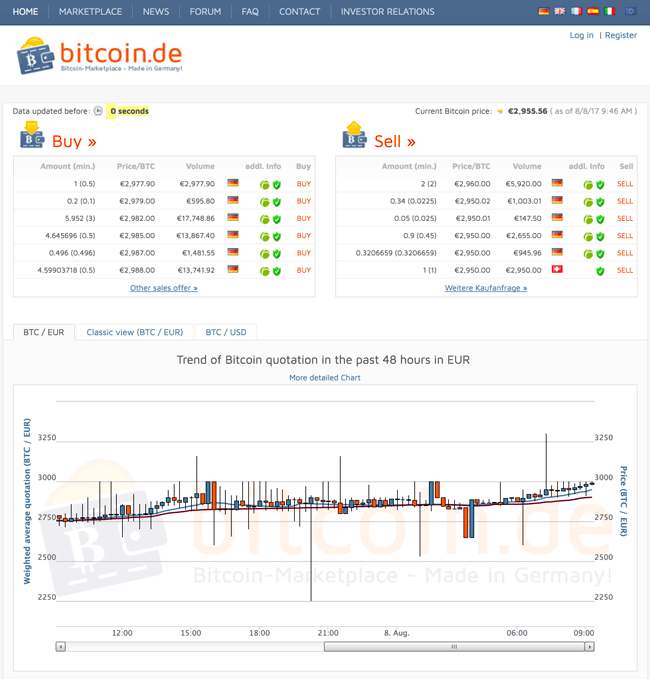 HOME MARKETPLACE NEWS FORUM FAQ CONTACT INVESTOR RELATIONS
Log in | Register
bitcoin.de
Bitcoin-Marketplace - Made in Germany!
Data updated before: 0 seconds
Current Bitcoin price: €2,955.56 ( as of 8/8/17 9:46 AM )
Buy »
Amount (min.) Price/BTC Volume addl. Info Buy
1 (0.5) €2,977.90 €2,977.90 BUY
0.2 (0.1) €2,979.00 €595.80 BUY
5.952 (3) €2,982.00 €17,748.86 BUY
4.645696 (0.5) €2,985.00 €13,867.40 BUY
0.496 (0.496) €2,987.00 €1,481.55 BUY
4.59903718 (0.5) €2,988.00 €13,741.92 BUY
Other sales offer »
Sell »
Amount (min.) Price/BTC Volume addl. Info Sell
2 (2) €2,960.00 €5,920.00 SELL
0.34 (0.0225) €2,950.02 €1,003.01 SELL
0.05 (0.025) €2,950.01 €147.50 SELL
0.9 (0.45) €2,950.00 €2,655.00 SELL
0.3206659 (0.3206659) €2,950.00 €945.96 SELL
1 (1) €2,950.00 €2,950.00 SELL
Weitere Kaufanfrage »
BTC / EUR Classic view (BTC / EUR) BTC / USD
Trend of Bitcoin quotation in the past 48 hours in EUR
More detailed Chart
Weighted average quotation (BTC / EUR)
3250
3000
2750
2500
2250
3250
3000
2750
2500
2250
Price (BTC / EUR)
bitcoin.de
Bitcoin-Marketplace - Made in Germany!
12:00 15:00 18:00 21:00 8. Aug. 06:00 09:00